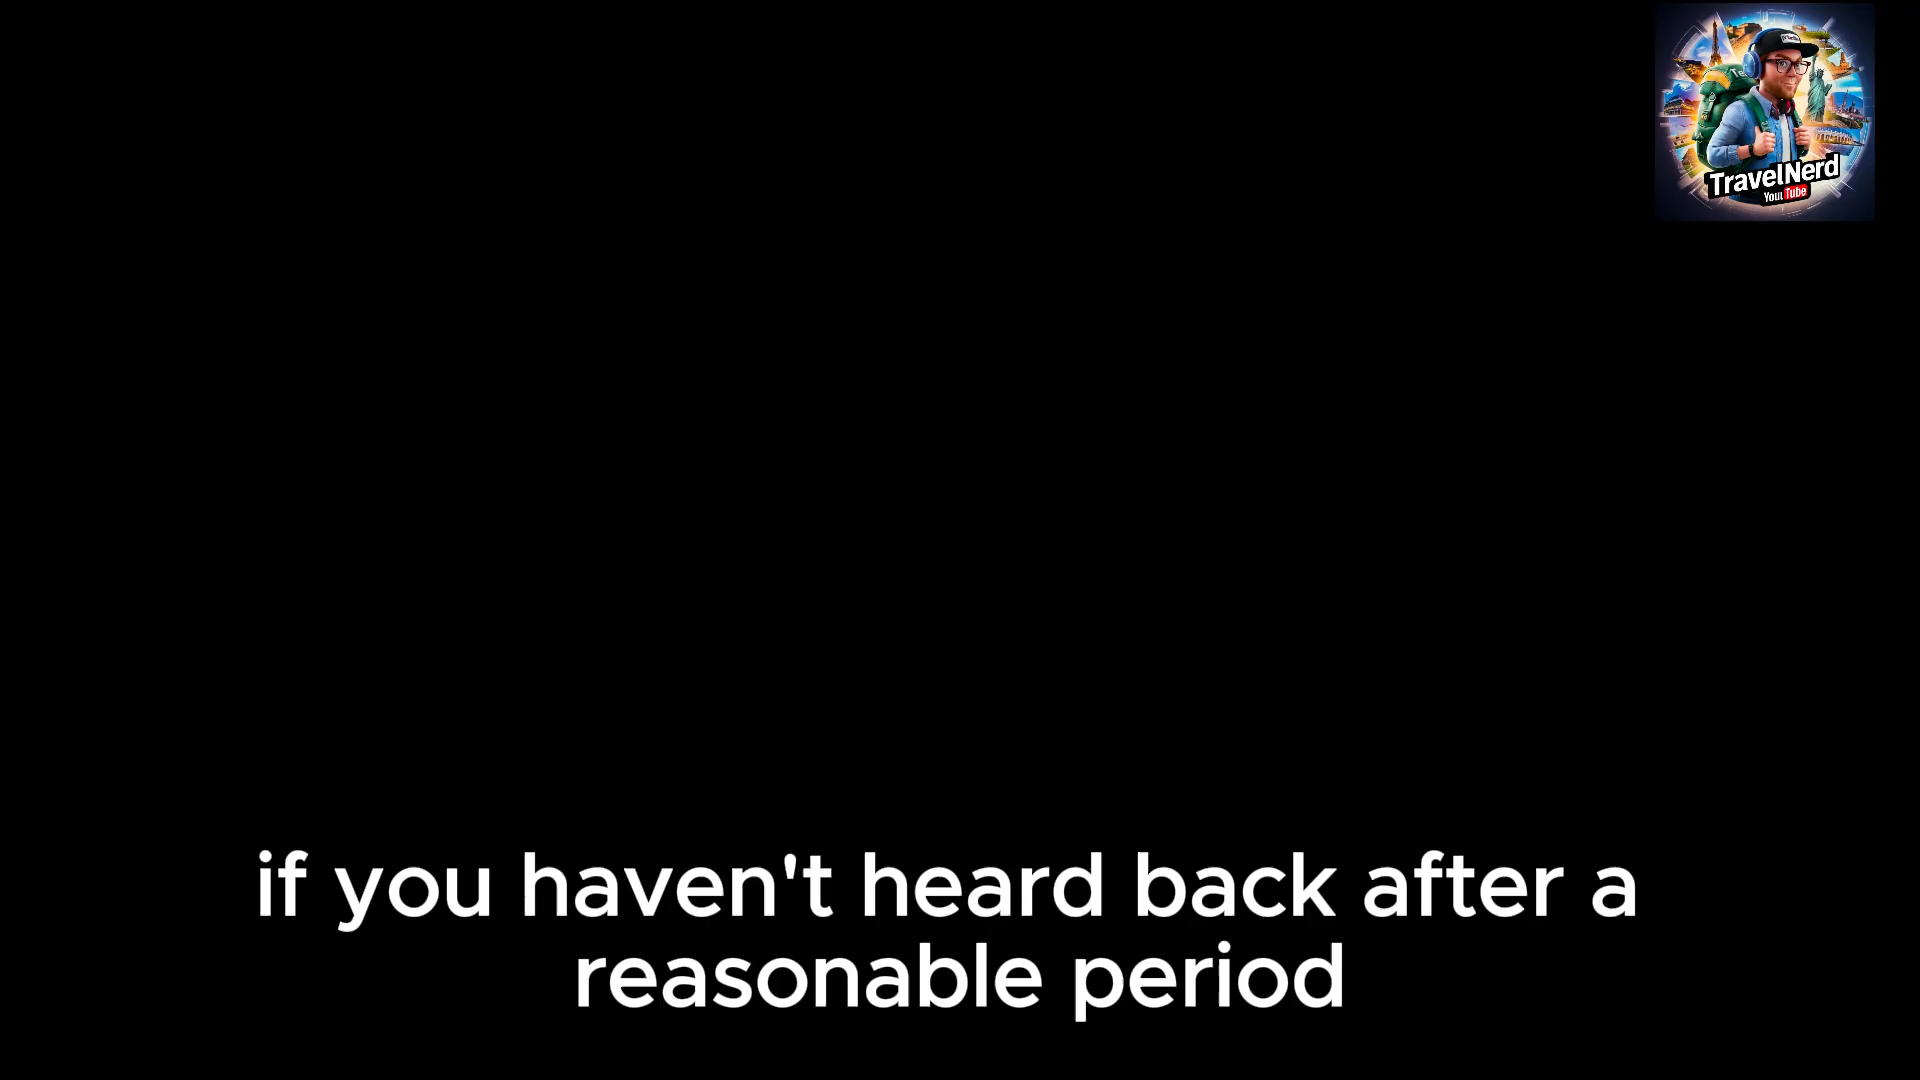 TravelNerd
YouTube
if you haven't heard back after a
reasonable period